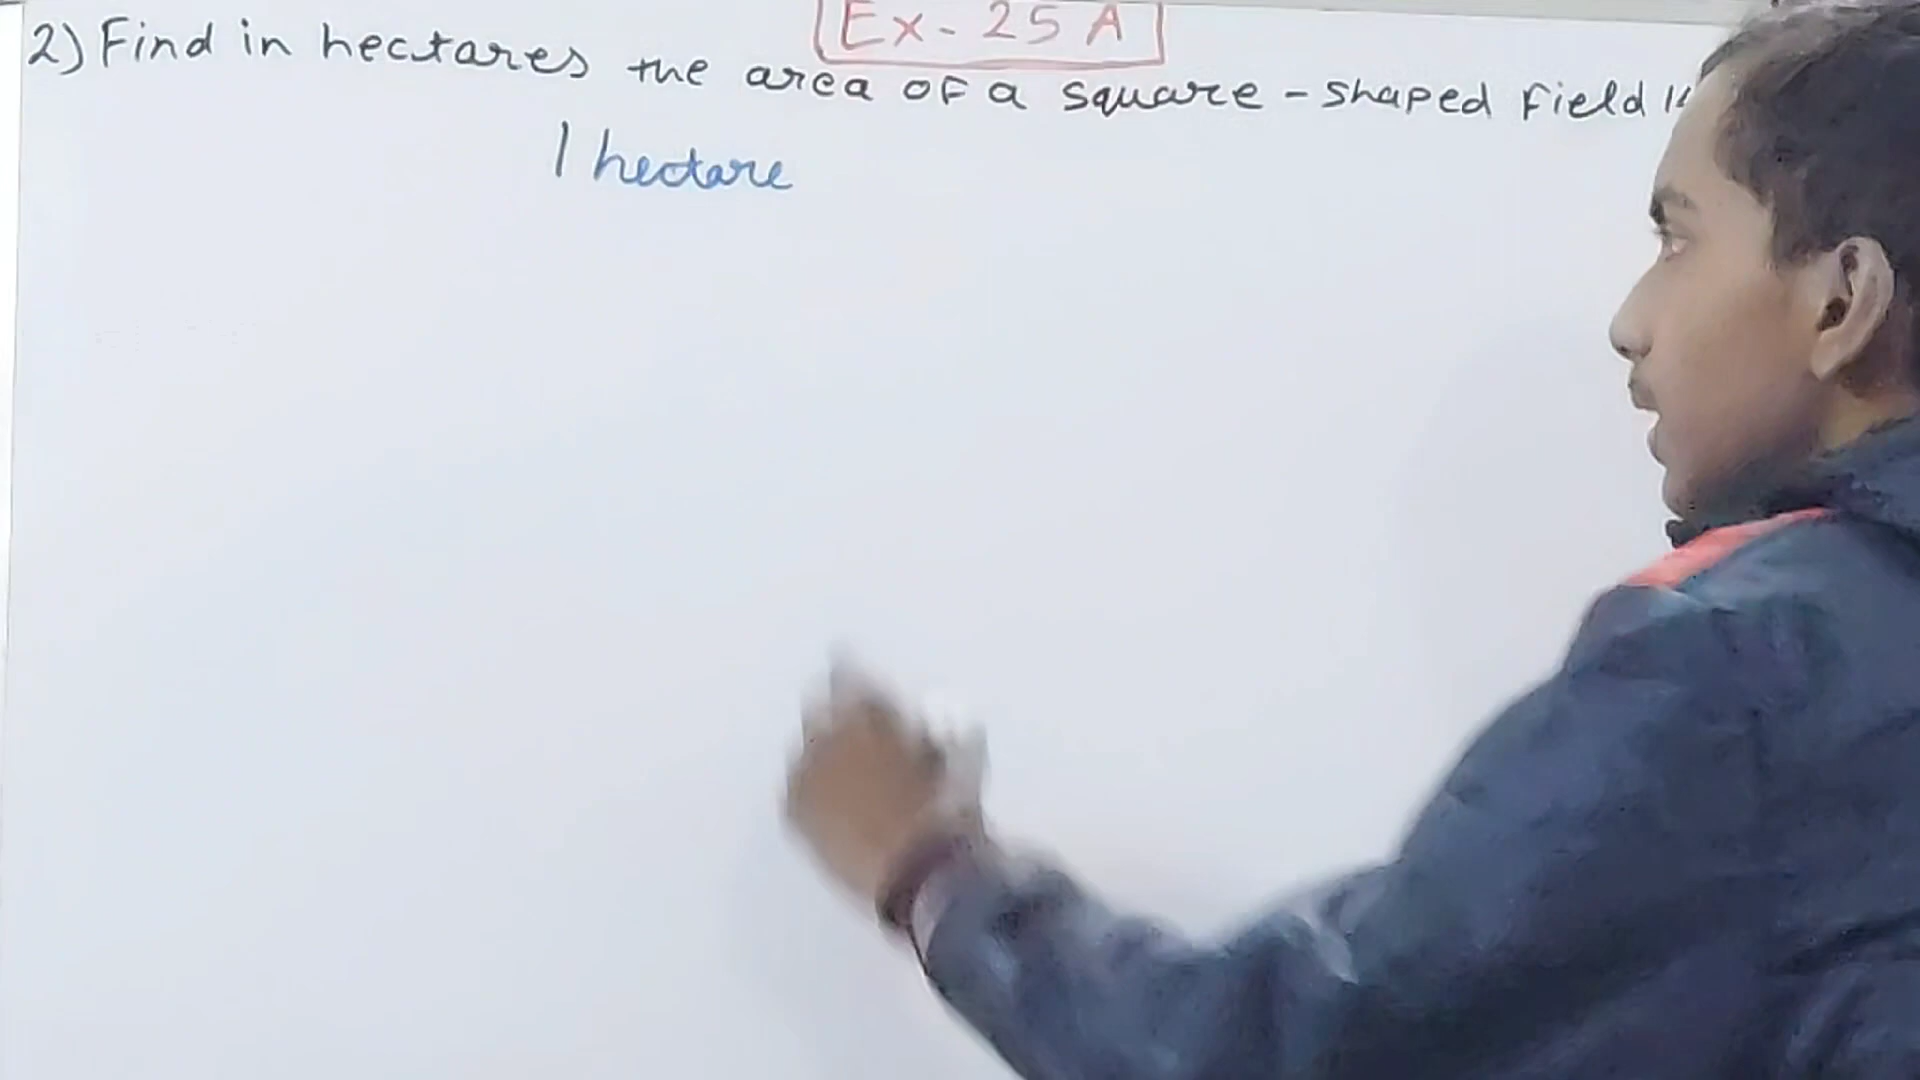 Ex - 25 A
2) Find in hectares the area of a square - shaped field
1 hectare